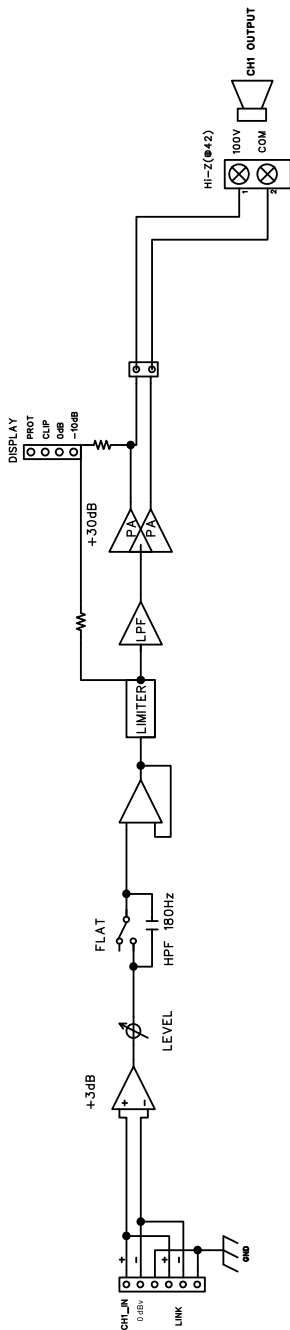 CH1_IN
0 dBv
LINK
+
-
+
-
GND
+3dB
+
-
LEVEL
FLAT
HPF 180Hz
LIMITER
LPF
+30dB
PA
PA
DISPLAY
PROT
CLIP
0dB
-10dB
Hi-Z(@42)
100V
COM
1
2
CH1 OUTPUT